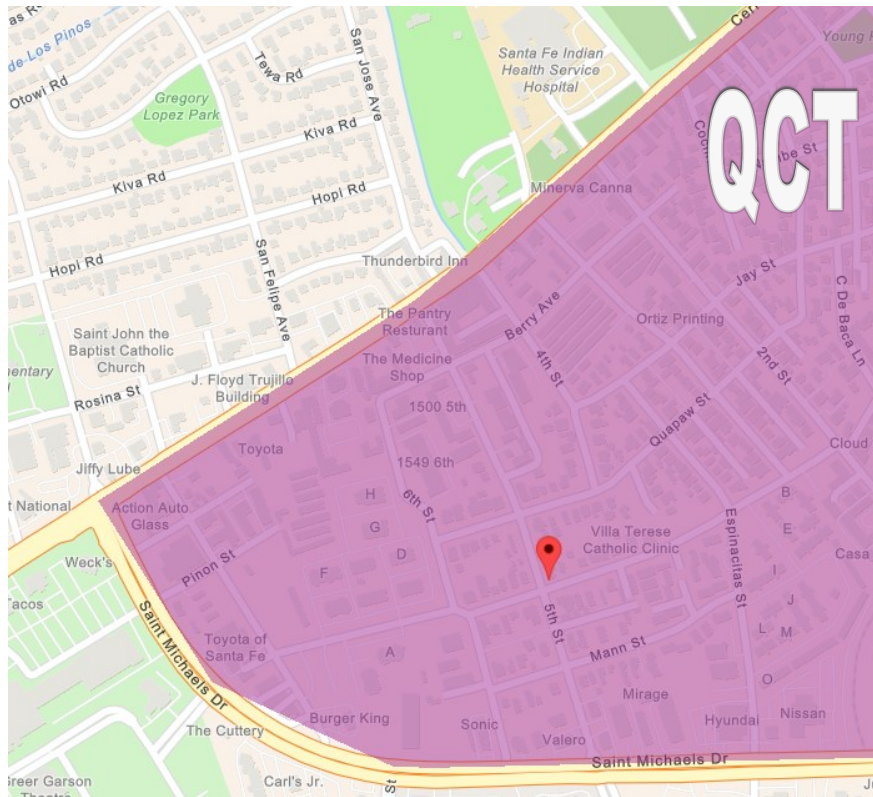 de-Los Pinos
Otowi Rd
Tewa Rd
San Jose Ave
Gregory
Lopez Park
Kiva Rd
Kiva Rd
Hopi Rd
Hopi Rd
San Felipe Ave
Santa Fe Indian
Health Service
Hospital
QCT
Minerva Canna
Jay St
C De Baca Ln
Thunderbird Inn
The Pantry
Resturant
Berry Ave
Ortiz Printing
4th St
2nd St
Saint John the
Baptist Catholic
Church
The Medicine
Shop
J. Floyd Trujillo
Building
Rosina St
1500 5th
Quapaw St
Toyota
1549 6th
Cloud
Jiffy Lube
t National
Action Auto
Glass
6th St
H
G
D
F
B
E
I
J
L
M
O
A
Villa Terese
Catholic Clinic
Espinacitas St
Casa
Weck's
Pinon St
Tacos
Saint Michaels Dr
Toyota of
Santa Fe
5th St
Mann St
Mirage
Burger King
Sonic
Hyundai
Nissan
The Cuttery
Valero
Saint Michaels Dr
Carl's Jr.
St
Greer Garson